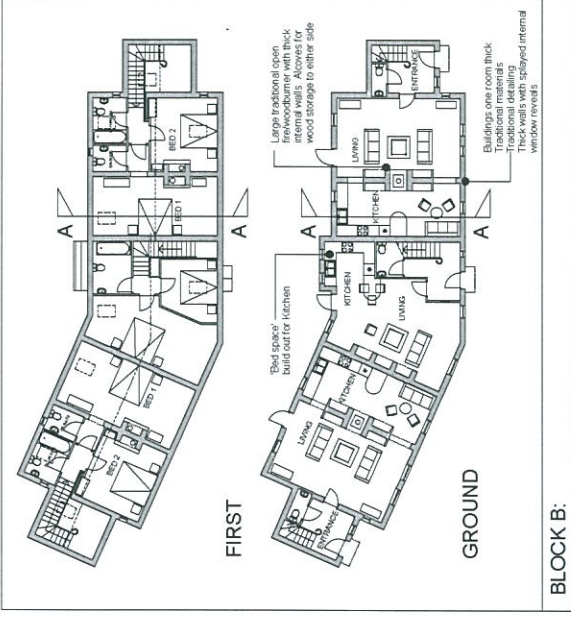 A
A
BED 2
BED 1
BED 1
BED 2
FIRST
Large traditional open
fire/woodburner with thick
internal walls. Alcoves for
wood storage to either side
'Bed space'
build out for Kitchen
ENTRANCE
LIVING
KITCHEN
A
A
KITCHEN
LIVING
KITCHEN
LIVING
ENTRANCE
Buildings one room thick
Traditional materials
Traditional detailing
Thick walls with splayed internal
window reveals
GROUND
BLOCK B: